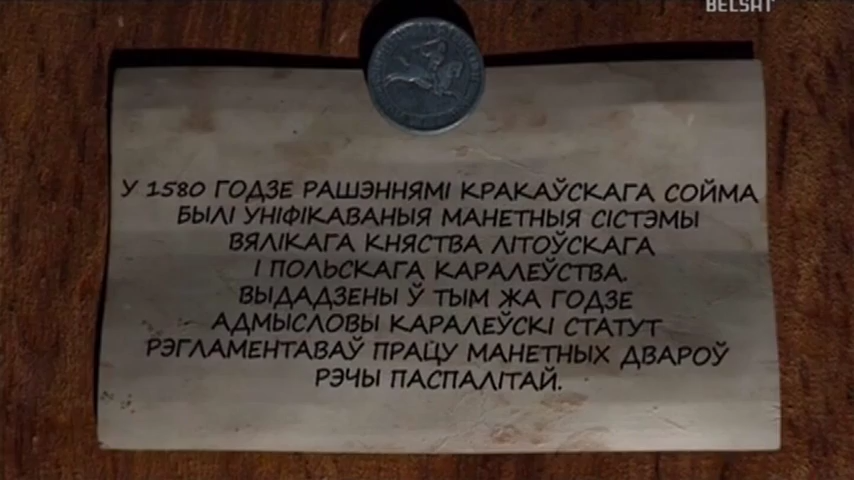 BELSAT
У 1580 ГОДЗЕ РАШЭННЯМІ КРАКАЎСКАГА СОЙМА
БЫЛІ УНІФІКАВАНЫЯ МАНЕТНЫЯ СІСТЭМЫ
ВЯЛІКАГА КНЯСТВА ЛІТОЎСКАГА
І ПОЛЬСКАГА КАРАЛЕЎСТВА.
ВЫДАДЗЕНЫ Ў ТЫМ ЖА ГОДЗЕ
АДМЫСЛОВЫ КАРАЛЕЎСКІ СТАТУТ
РЭГЛАМЕНТАВАЎ ПРАЦУ МАНЕТНЫХ ДВАРОЎ
РЭЧЫ ПАСПАЛІТАЙ.